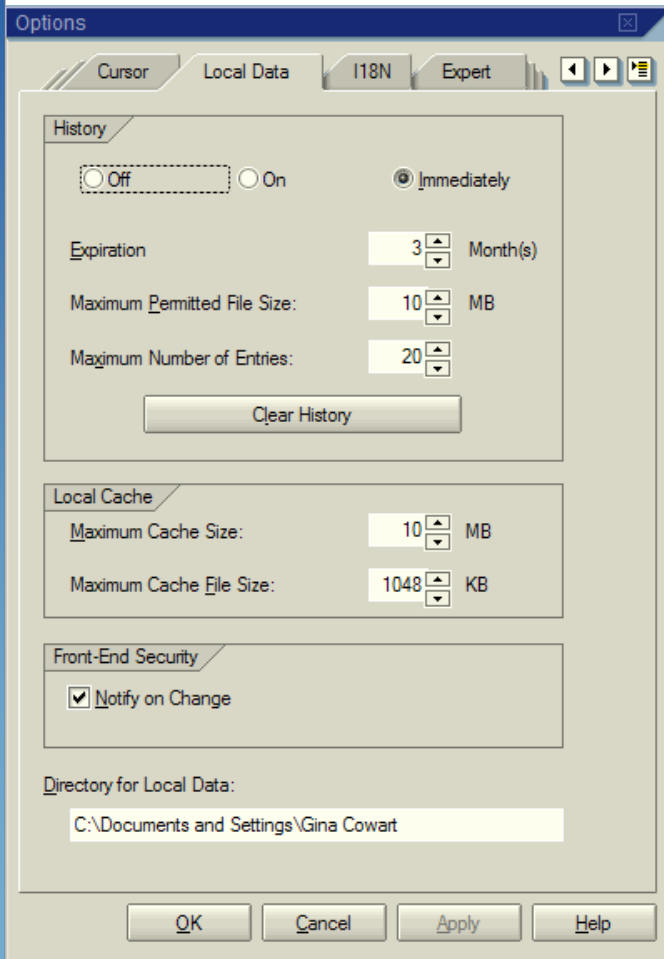 Options
Cursor Local Data I18N Expert
History
Off On Immediately
Expiration 3 Month(s)
Maximum Permitted File Size: 10 MB
Maximum Number of Entries: 20
Clear History
Local Cache
Maximum Cache Size: 10 MB
Maximum Cache File Size: 1048 KB
Front-End Security
Notify on Change
Directory for Local Data:
C:\Documents and Settings\Gina Cowart
OK Cancel Apply Help